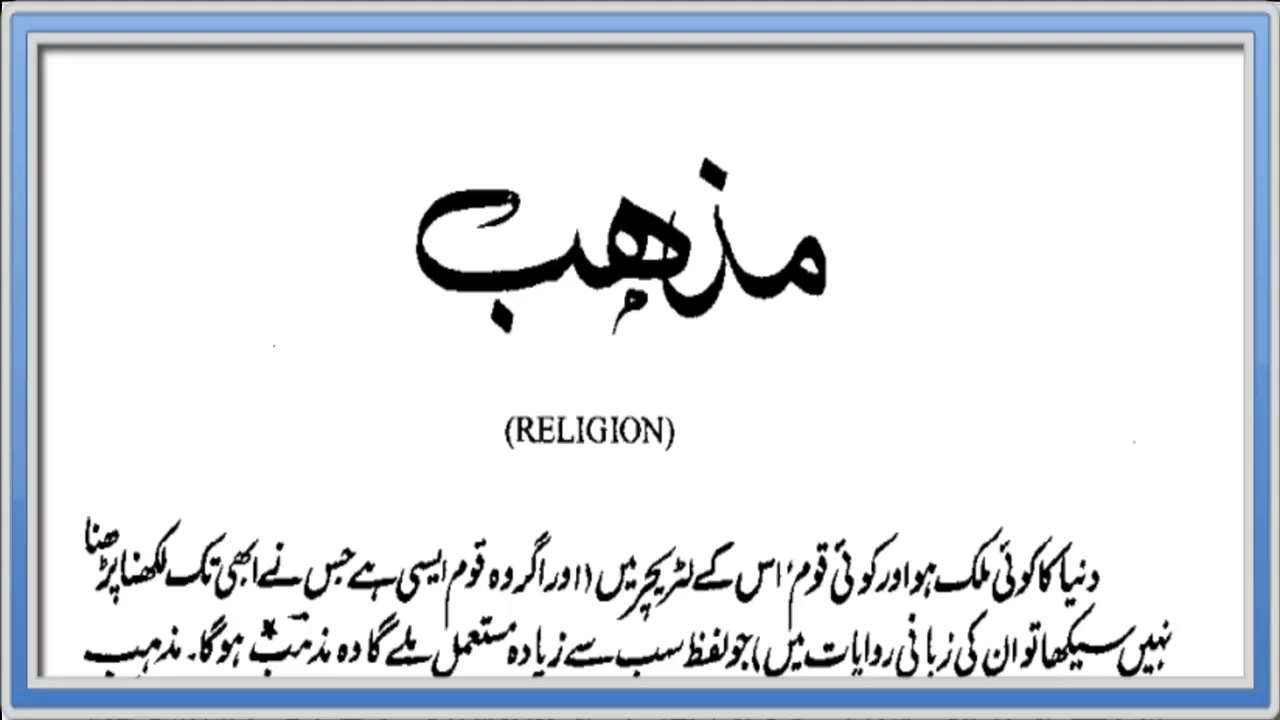 مذہب
(RELIGION)
دنیا کا کوئی ملک ہو اور کوئی قوم، اس کے لٹریچر میں (اور اگر وہ قوم ایسی ہے جس نے ابھی تک لکھنا پڑھنا
نہیں سیکھا تو ان کی زبانی روایات میں) جو لفظ سب سے زیادہ مستعمل ملے گا وہ مذہب* ہوگا۔ مذہب